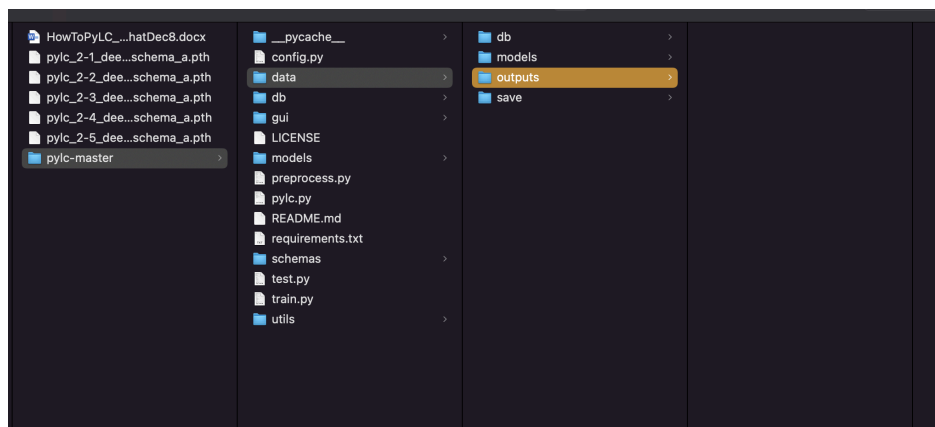 HowToPyLC_...hatDec8.docx
pylc_2-1_dee...schema_a.pth
pylc_2-2_dee...schema_a.pth
pylc_2-3_dee...schema_a.pth
pylc_2-4_dee...schema_a.pth
pylc_2-5_dee...schema_a.pth
pylc-master
__pycache__
config.py
data
db
gui
LICENSE
models
preprocess.py
pylc.py
README.md
requirements.txt
schemas
test.py
train.py
utils
db
models
outputs
save